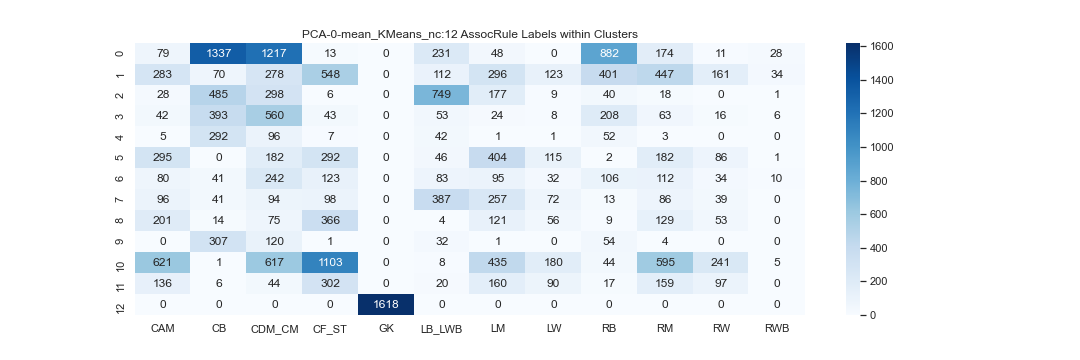 PCA-0-mean_KMeans_nc:12 AssocRule Labels within Clusters
0 79 1337 1217 13 0 231 48 0 882 174 11 28
1 283 70 278 548 0 112 296 123 401 447 161 34
2 28 485 298 6 0 749 177 9 40 18 0 1
3 42 393 560 43 0 53 24 8 208 63 16 6
4 5 292 96 7 0 42 1 1 52 3 0 0
5 295 0 182 292 0 46 404 115 2 182 86 1
6 80 41 242 123 0 83 95 32 106 112 34 10
7 96 41 94 98 0 387 257 72 13 86 39 0
8 201 14 75 366 0 4 121 56 9 129 53 0
9 0 307 120 1 0 32 1 0 54 4 0 0
10 621 1 617 1103 0 8 435 180 44 595 241 5
11 136 6 44 302 0 20 160 90 17 159 97 0
12 0 0 0 0 1618 0 0 0 0 0 0 0
CAM CB CDM_CM CF_ST GK LB_LWB LM LW RB RM RW RWB
1600
1400
1200
1000
800
600
400
200
0